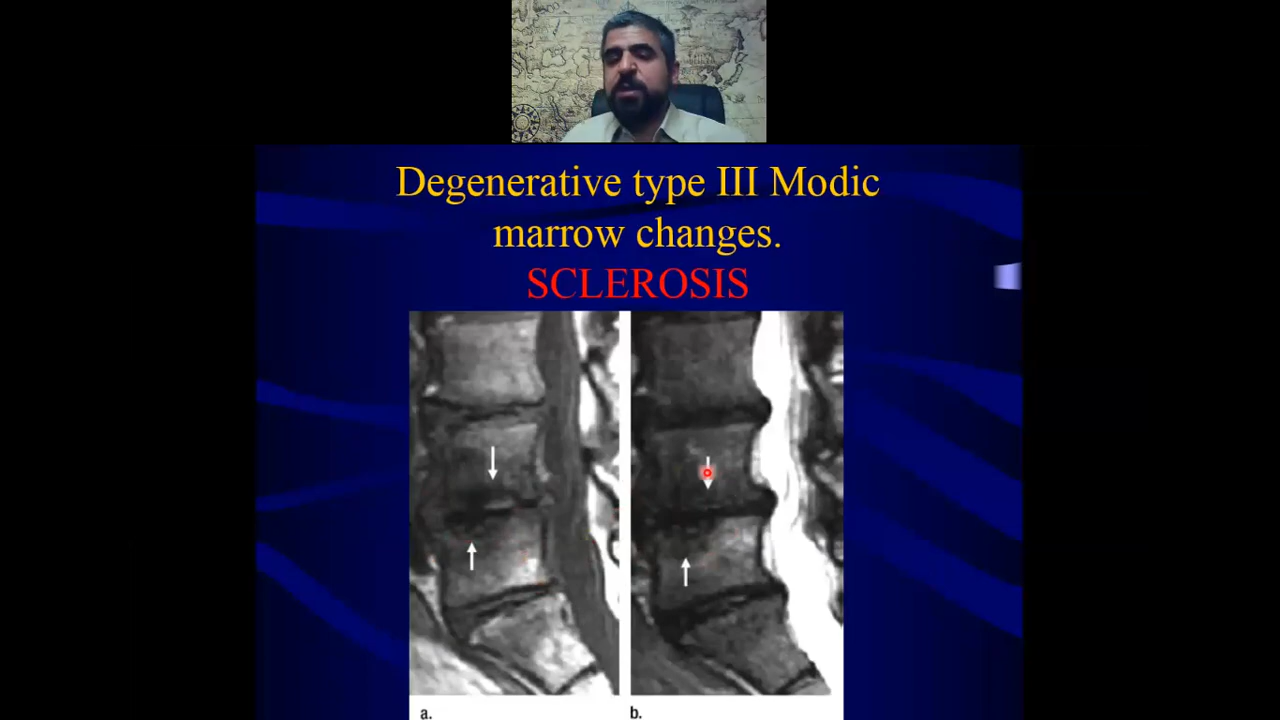 Degenerative type III Modic
marrow changes.
SCLEROSIS
a. b.